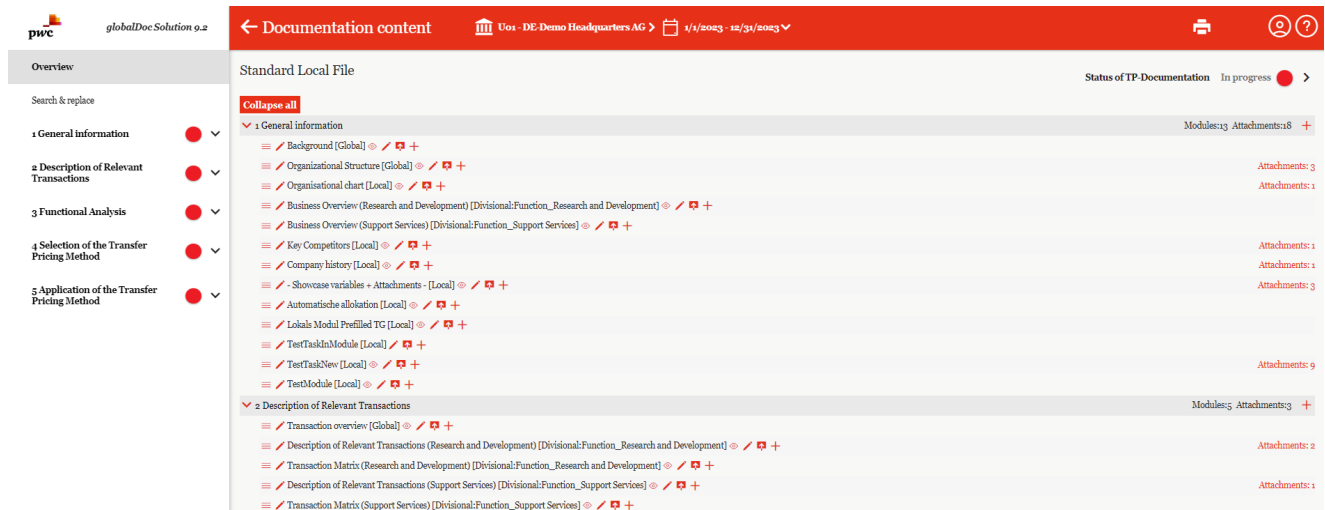 pwc
globalDoc Solution 9.2
Documentation content
U01 - DE-Demo Headquarters AG
1/1/2023 - 12/31/2023
Overview
Search & replace
1 General information
2 Description of Relevant
Transactions
3 Functional Analysis
4 Selection of the Transfer
Pricing Method
5 Application of the Transfer
Pricing Method
Standard Local File
Status of TP-Documentation In progress
Collapse all
1 General information Modules:13 Attachments:18
Background [Global]
Organizational Structure [Global] Attachments: 3
Organisational chart [Local] Attachments: 1
Business Overview (Research and Development) [Divisional:Function_Research and Development]
Business Overview (Support Services) [Divisional:Function_Support Services]
Key Competitors [Local] Attachments: 1
Company history [Local] Attachments: 1
- Showcase variables + Attachments - [Local] Attachments: 3
Automatische allokation [Local]
Lokals Modul Prefilled TG [Local]
TestTaskInModule [Local]
TestTaskNew [Local] Attachments: 9
TestModule [Local]
2 Description of Relevant Transactions Modules:5 Attachments:3
Transaction overview [Global]
Description of Relevant Transactions (Research and Development) [Divisional:Function_Research and Development] Attachments: 2
Transaction Matrix (Research and Development) [Divisional:Function_Research and Development]
Description of Relevant Transactions (Support Services) [Divisional:Function_Support Services] Attachments: 1
Transaction Matrix (Support Services) [Divisional:Function_Support Services]